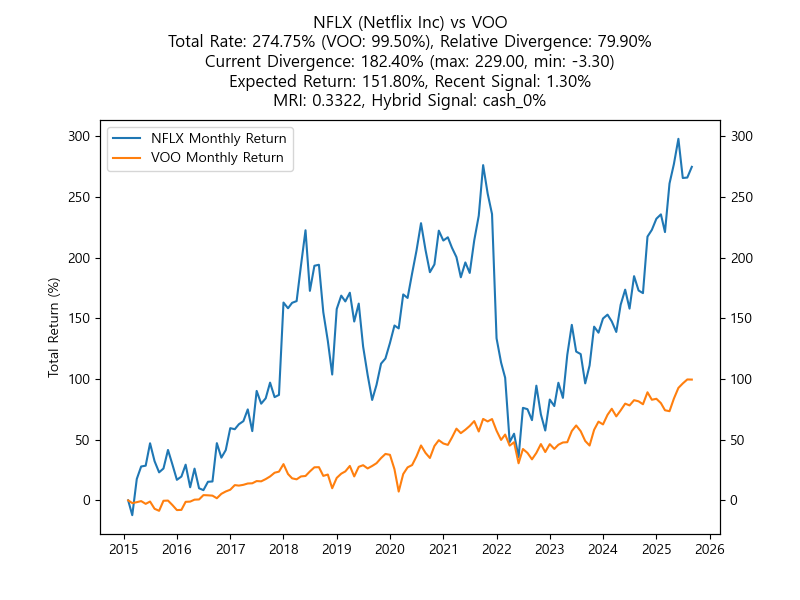 NFLX (Netflix Inc) vs VOO
Total Rate: 274.75% (VOO: 99.50%), Relative Divergence: 79.90%
Current Divergence: 182.40% (max: 229.00, min: -3.30)
Expected Return: 151.80%, Recent Signal: 1.30%
MRI: 0.3322, Hybrid Signal: cash_0%
NFLX Monthly Return
VOO Monthly Return
Total Return (%)
300
250
200
150
100
50
0
300
250
200
150
100
50
0
2015 2016 2017 2018 2019 2020 2021 2022 2023 2024 2025 2026